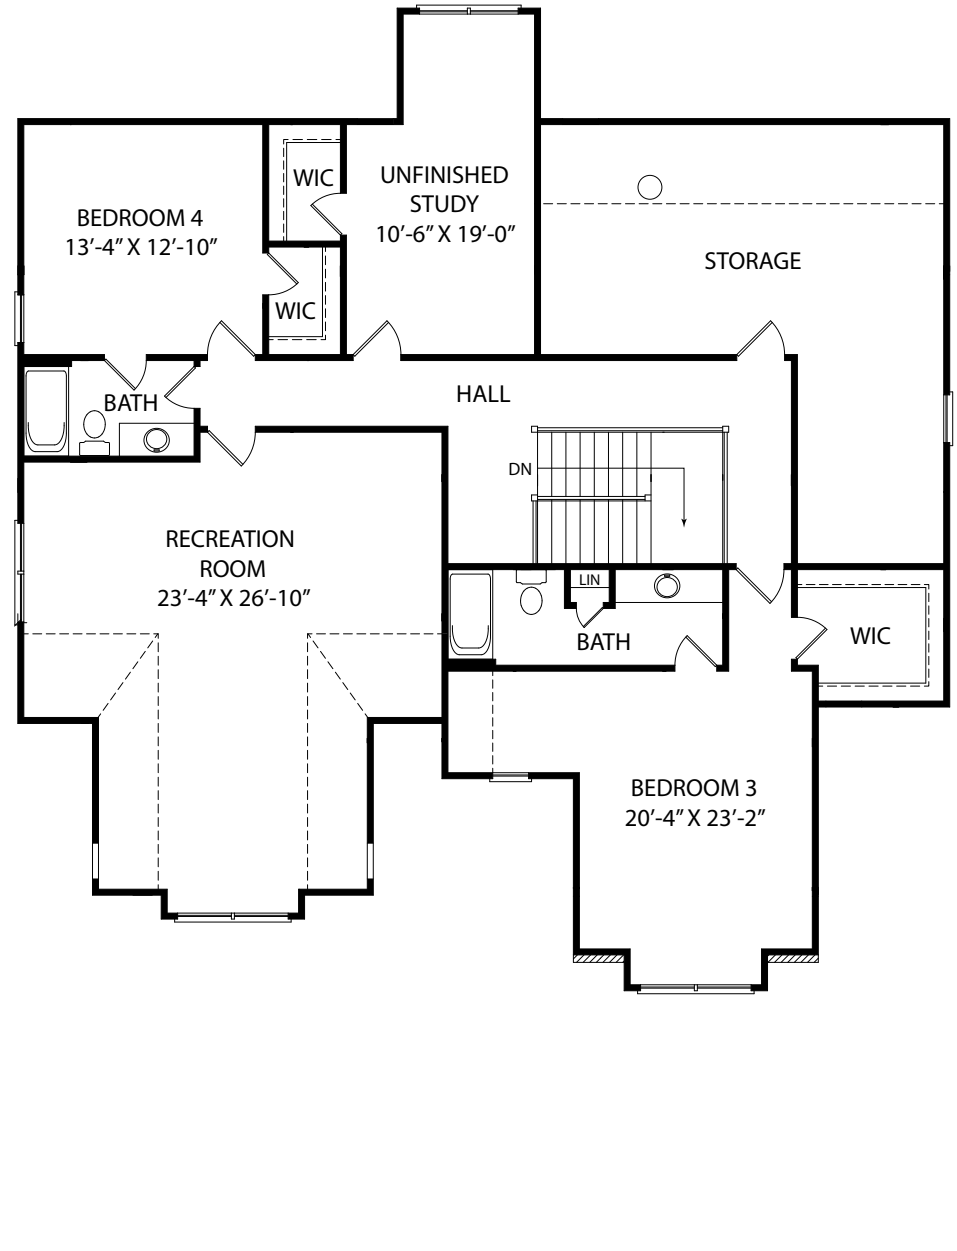 WIC
UNFINISHED
STUDY
10’-6” X 19’-0”
BEDROOM 4
13’-4” X 12’-10”
STORAGE
WIC
HALL
BATH
DN
RECREATION
ROOM
23’-4” X 26’-10”
LIN
BATH
WIC
BEDROOM 3
20’-4” X 23’-2”